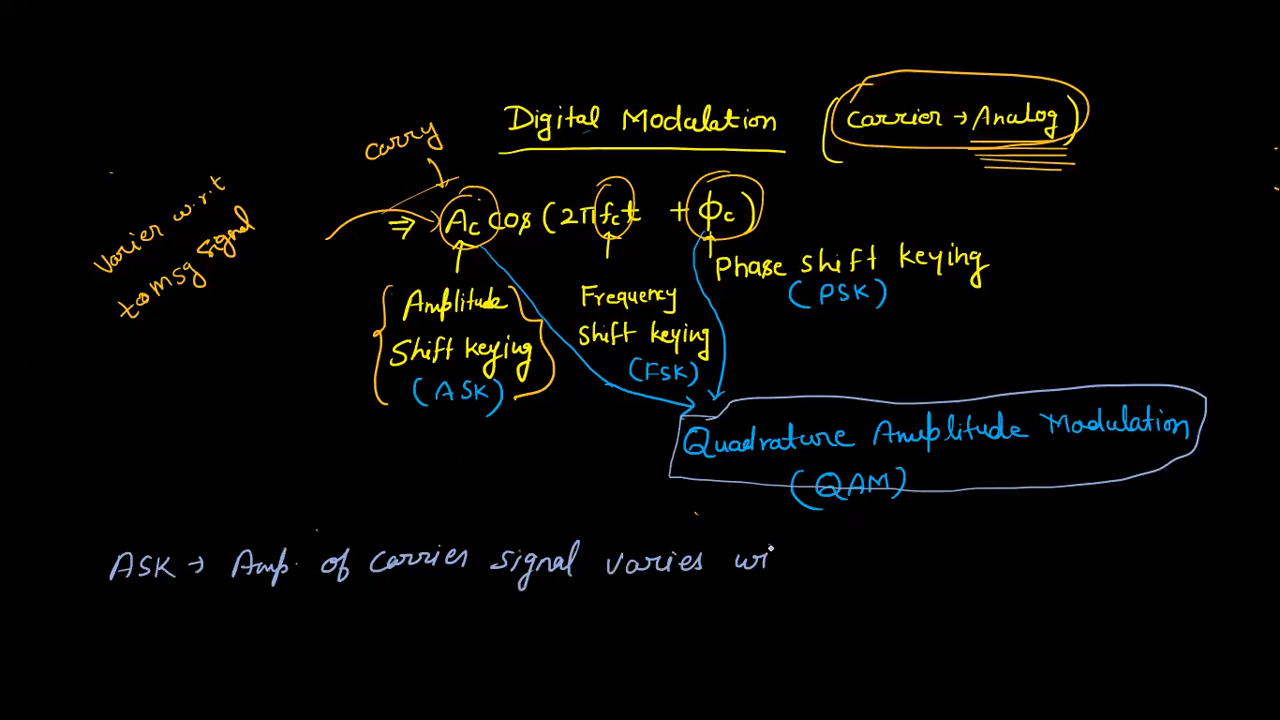 Digital Modulation (Carrier → Analog)
carry
varier w.r.t
to msg signal
⇒ Ac cos (2πfct + ϕc)
Phase shift keying
(PSK)
Amplitude
Shift keying
(ASK)
Frequency
Shift keying
(FSK)
Quadrature Amplitude Modulation
(QAM)
ASK → Amp. of carrier signal varies wi